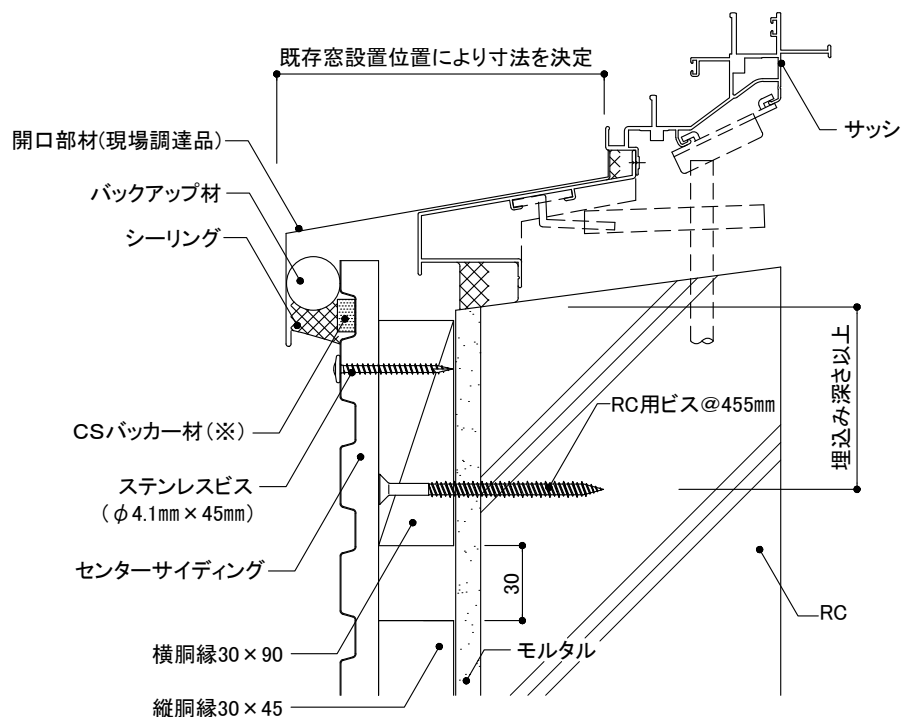 既存窓設置位置により寸法を決定
サッシ
開口部材(現場調達品)
バックアップ材
シーリング
CSバッカー材(※)
ステンレスビス
(φ4.1mm×45mm)
センターサイディング
横胴縁30×90
縦胴縁30×45
RC用ビス@455mm
埋込み深さ以上
30
RC
モルタル